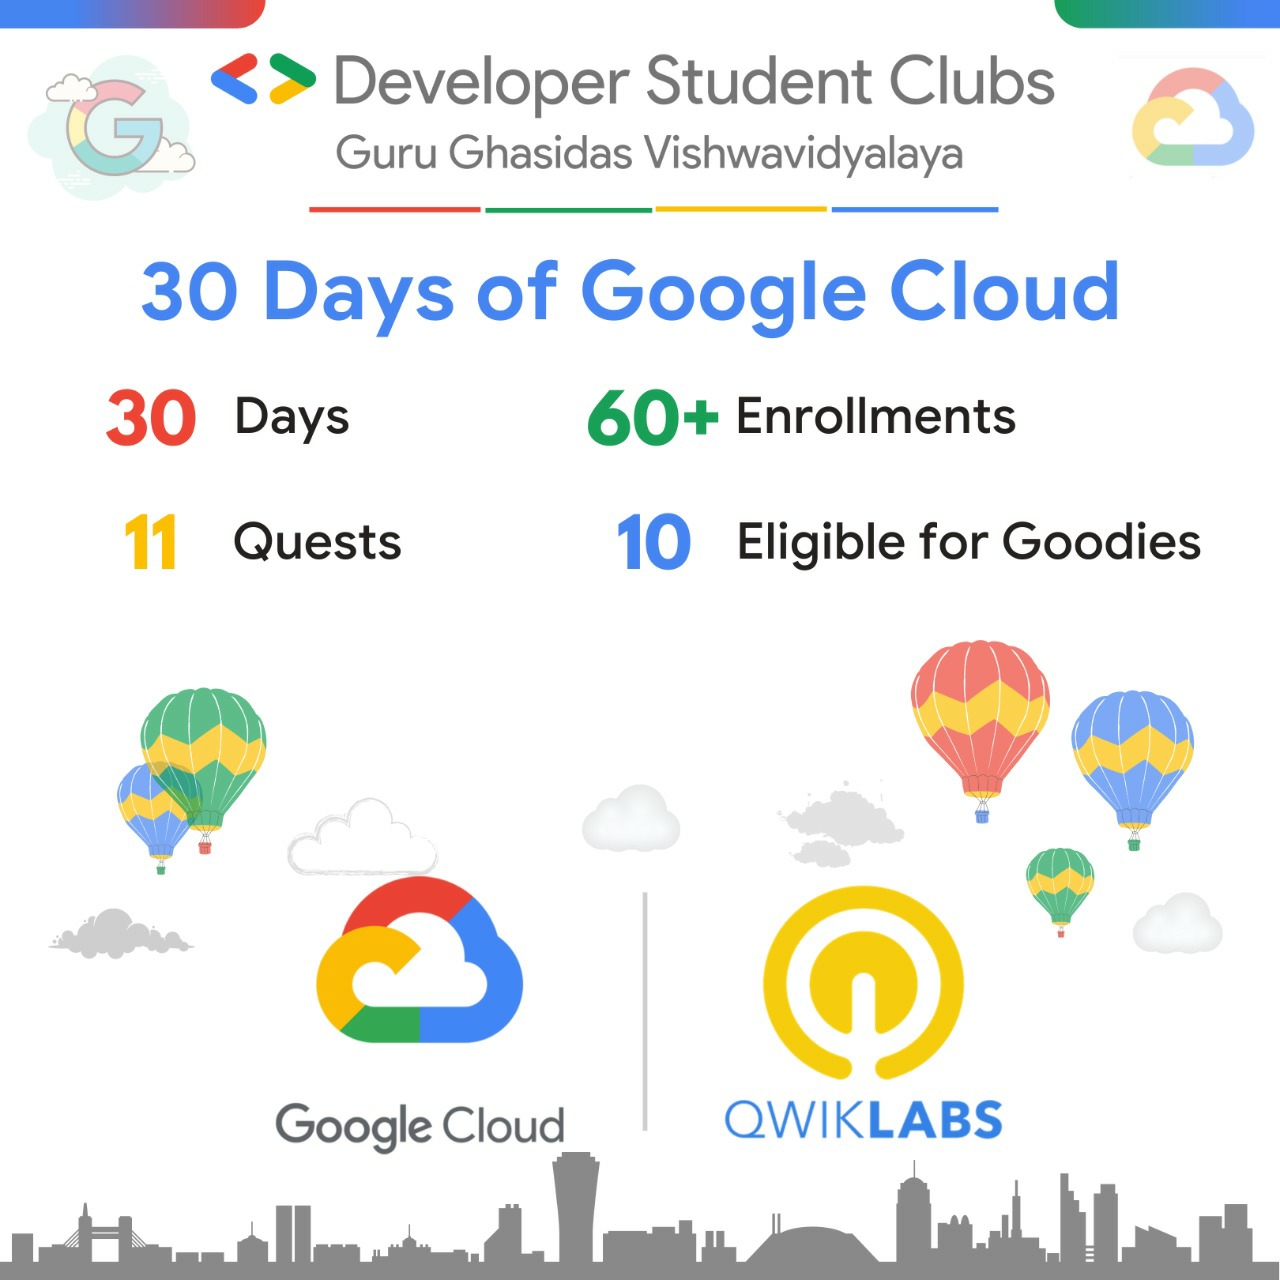 Developer Student Clubs
Guru Ghasidas Vishwavidyalaya
30 Days of Google Cloud
30 Days
60+ Enrollments
11 Quests
10 Eligible for Goodies
Google Cloud
QWIKLABS